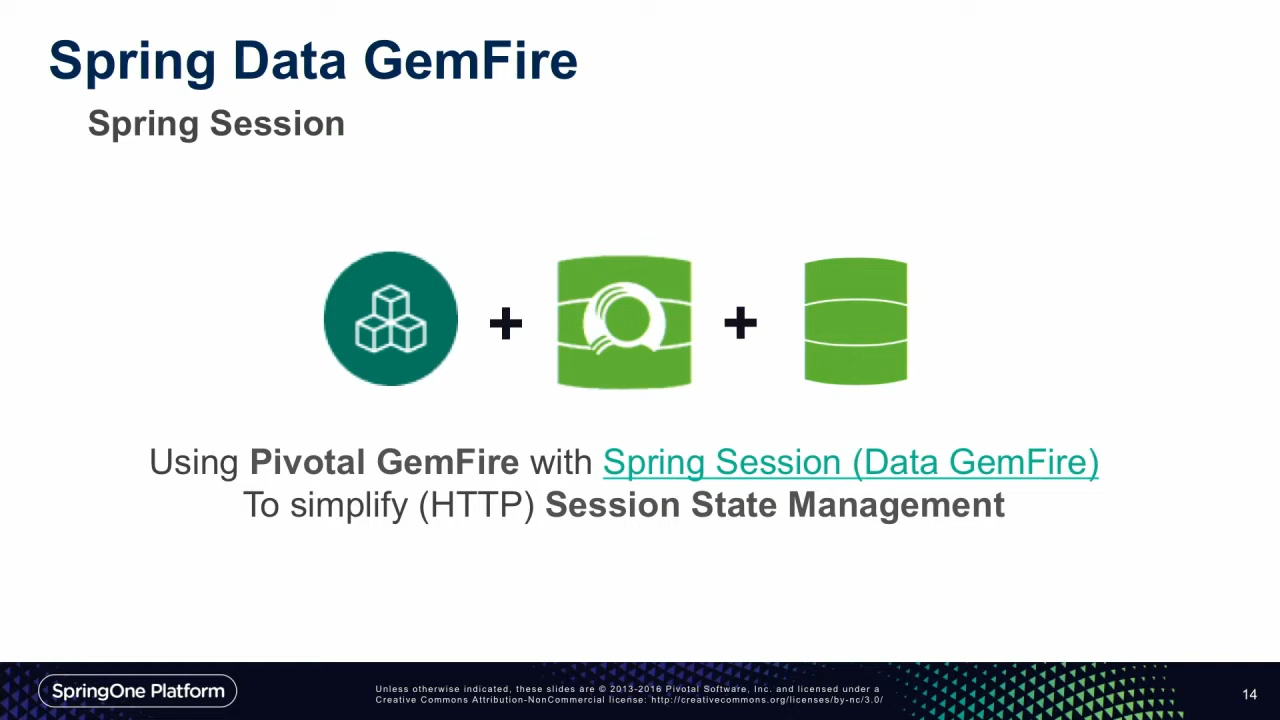 Spring Data GemFire
Spring Session
+ +
Using Pivotal GemFire with Spring Session (Data GemFire)
To simplify (HTTP) Session State Management
SpringOne Platform
Unless otherwise indicated, these slides are © 2013-2016 Pivotal Software, Inc. and licensed under a
Creative Commons Attribution-NonCommercial license: http://creativecommons.org/licenses/by-nc/3.0/
14